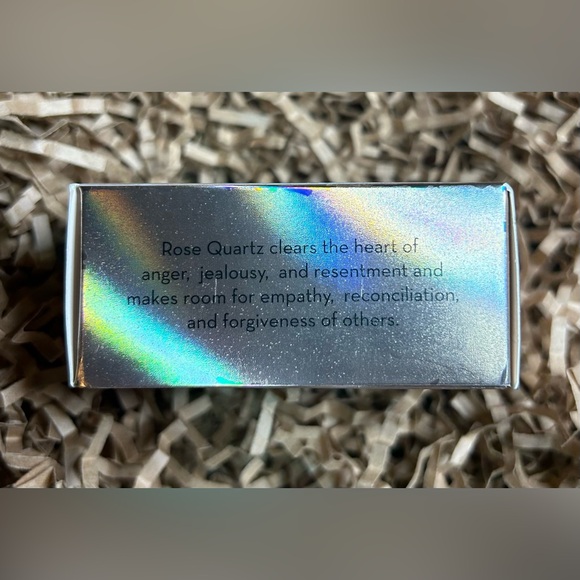 Rose Quartz clears the heart of
anger, jealousy, and resentment and
makes room for empathy, reconciliation,
and forgiveness of others.